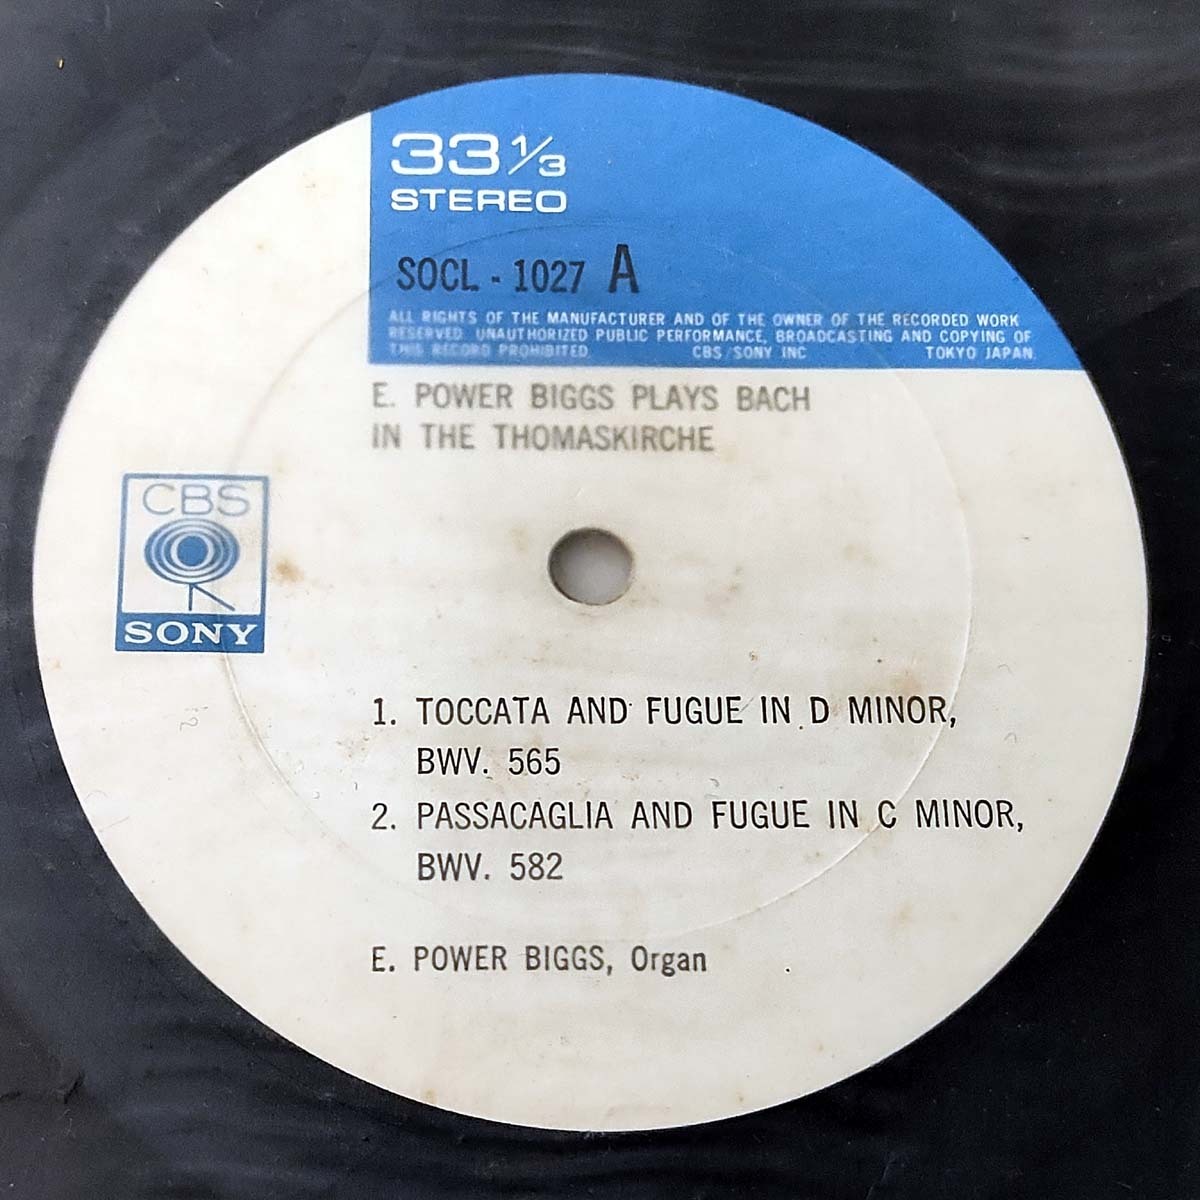 33 1/3
STEREO
SOCL - 1027 A
ALL RIGHTS OF THE MANUFACTURER AND OF THE OWNER OF THE RECORDED WORK
RESERVED UNAUTHORIZED PUBLIC PERFORMANCE, BROADCASTING AND COPYING OF
THIS RECORD PROHIBITED. CBS/SONY INC TOKYO JAPAN.
E. POWER BIGGS PLAYS BACH
IN THE THOMASKIRCHE
CBS
SONY
1. TOCCATA AND FUGUE IN D MINOR,
BWV. 565
2. PASSACAGLIA AND FUGUE IN C MINOR,
BWV. 582
E. POWER BIGGS, Organ